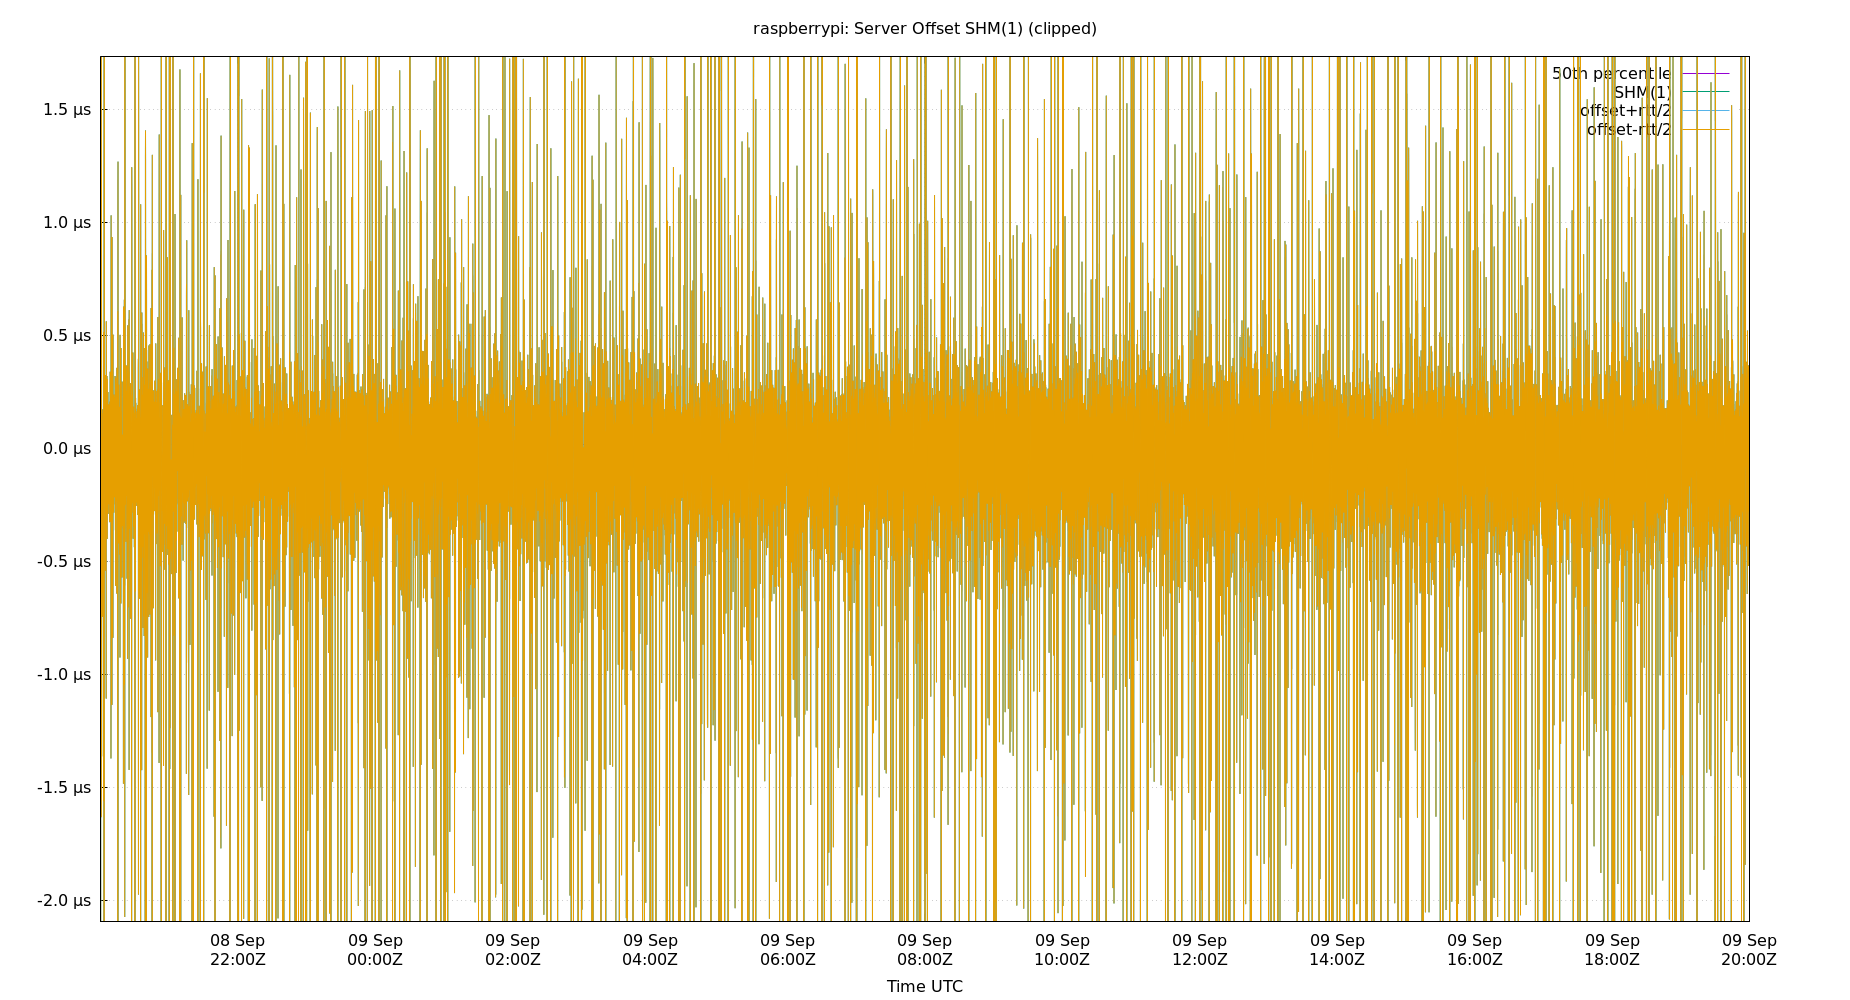 raspberrypi: Server Offset SHM(1) (clipped)
50th percentile
SHM(1)
offset+rtt/2
offset-rtt/2
1.5 µs
1.0 µs
0.5 µs
0.0 µs
-0.5 µs
-1.0 µs
-1.5 µs
-2.0 µs
08 Sep 09 Sep 09 Sep 09 Sep 09 Sep 09 Sep 09 Sep 09 Sep 09 Sep 09 Sep 09 Sep 09 Sep
22:00Z 00:00Z 02:00Z 04:00Z 06:00Z 08:00Z 10:00Z 12:00Z 14:00Z 16:00Z 18:00Z 20:00Z
Time UTC